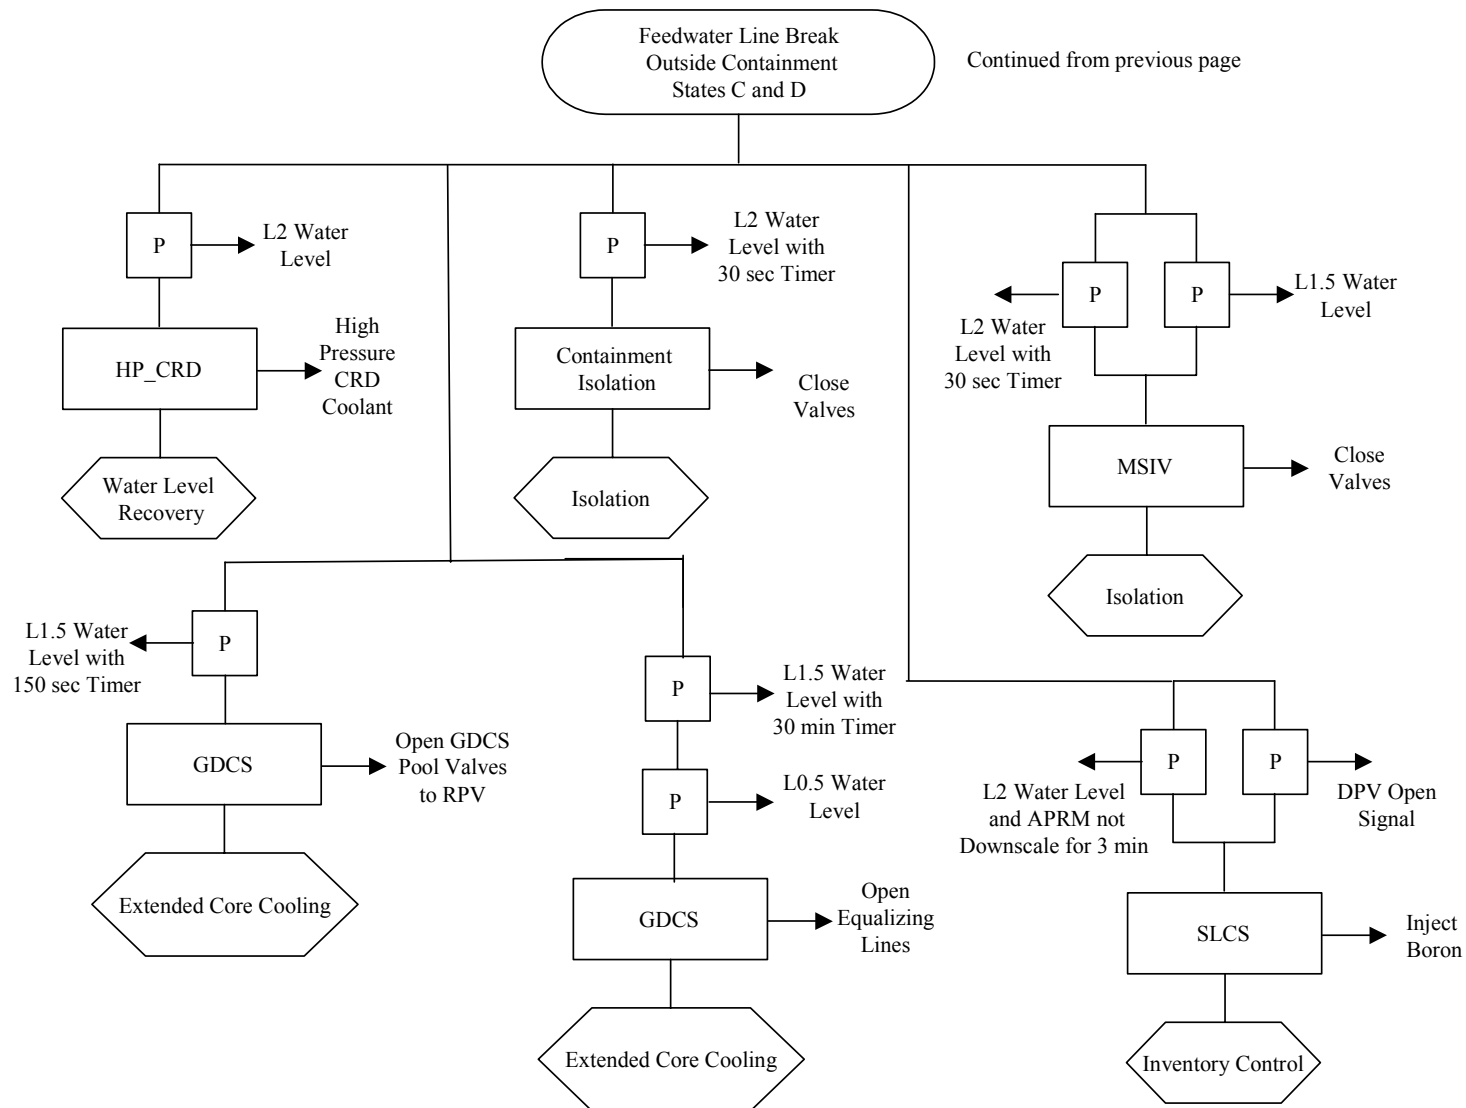 Feedwater Line Break
Outside Containment
States C and D
Continued from previous page
P
L2 Water
Level
HP_CRD
High
Pressure
CRD
Coolant
Water Level
Recovery
P
L2 Water
Level with
30 sec Timer
Containment
Isolation
Close
Valves
Isolation
P
P
L2 Water
Level with
30 sec Timer
L1.5 Water
Level
MSIV
Close
Valves
Isolation
L1.5 Water
Level with
150 sec Timer
P
GDCS
Open GDCS
Pool Valves
to RPV
Extended Core Cooling
P
L1.5 Water
Level with
30 min Timer
P
L0.5 Water
Level
GDCS
Open
Equalizing
Lines
Extended Core Cooling
P
P
L2 Water Level
and APRM not
Downscale for 3 min
DPV Open
Signal
SLCS
Inject
Boron
Inventory Control